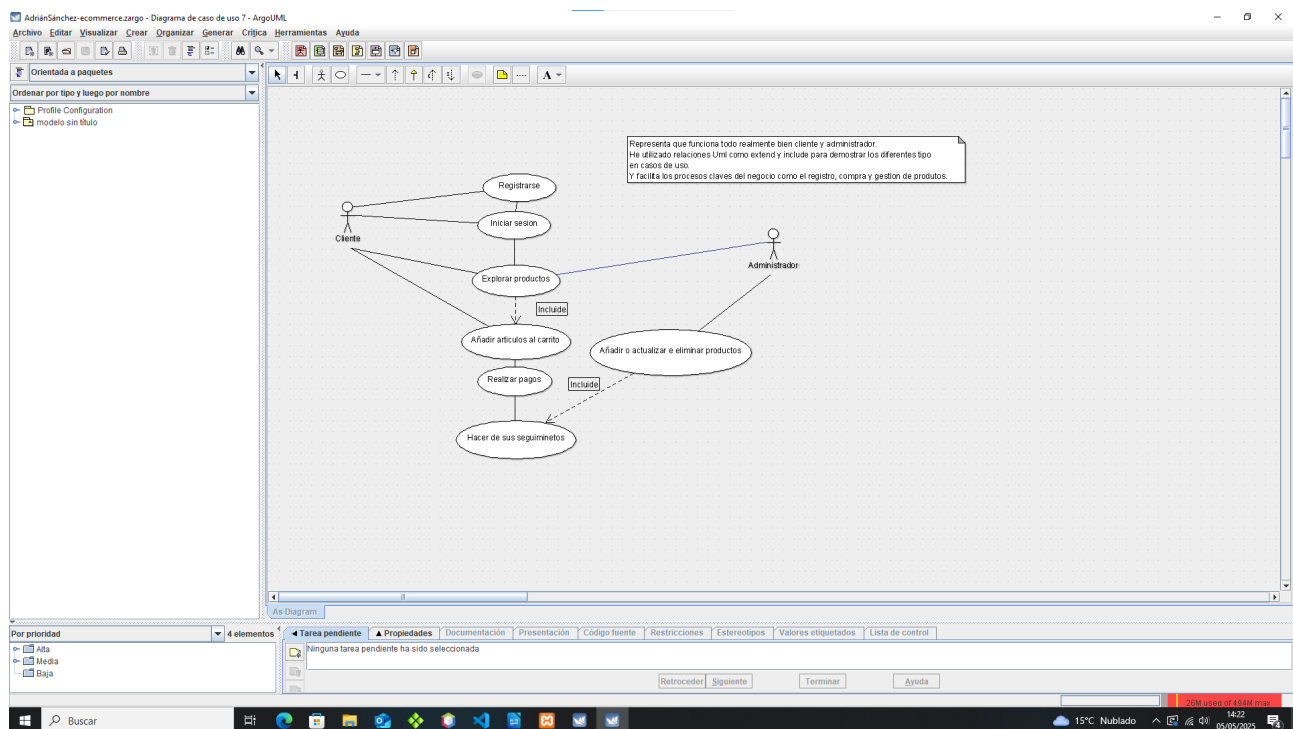 AdriánSánchez-ecommerce.zargo - Diagrama de caso de uso 7 - ArgoUML
Archivo Editar Visualizar Crear Organizar Generar Crítica Herramientas Ayuda
Orientada a paquetes
Ordenar por tipo y luego por nombre
Profile Configuration
modelo sin título
A
Representa que funciona todo realmente bien cliente y administrador.
He utilizado relaciones Uml como extend y include para demostrar los diferentes tipo
en casos de uso.
Y facilita los procesos claves del negocio como el registro, compra y gestion de produtos.
Registrarse
Iniciar sesion
Cliente
Administrador
Explorar productos
Incluide
Añadir articulos al carrito
Añadir o actualizar e eliminar productos
Realizar pagos
Incluide
Hacer de sus seguiminetos
As Diagram
Por prioridad
4 elementos
Alta
Media
Baja
Tarea pendiente
Propiedades
Documentación
Presentación
Código fuente
Restricciones
Estereotipos
Valores etiquetados
Lista de control
Ninguna tarea pendiente ha sido seleccionada
Retroceder
Siguiente
Terminar
Ayuda
26M used of 494M max
Buscar
15°C Nublado
14:22
05/05/2025